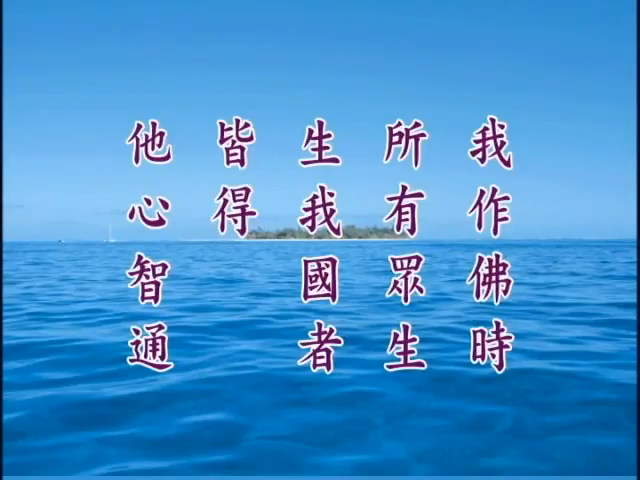 我作佛時
所有眾生
生我國者
皆得
他心智通